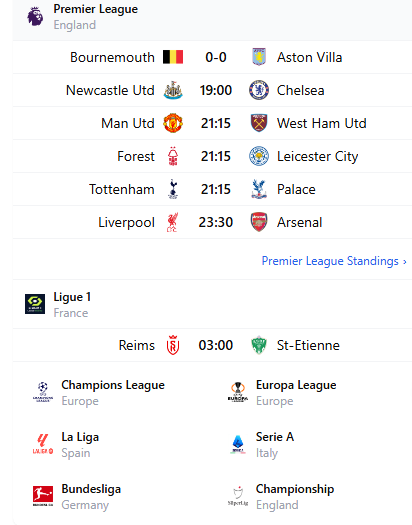 Premier League
England
Bournemouth 0-0 Aston Villa
Newcastle Utd 19:00 Chelsea
Man Utd 21:15 West Ham Utd
Forest 21:15 Leicester City
Tottenham 21:15 Palace
Liverpool 23:30 Arsenal
Premier League Standings ›
Ligue 1
France
Reims 03:00 St-Etienne
Champions League Europa League
Europe Europe
La Liga Serie A
Spain Italy
Bundesliga Championship
Germany England